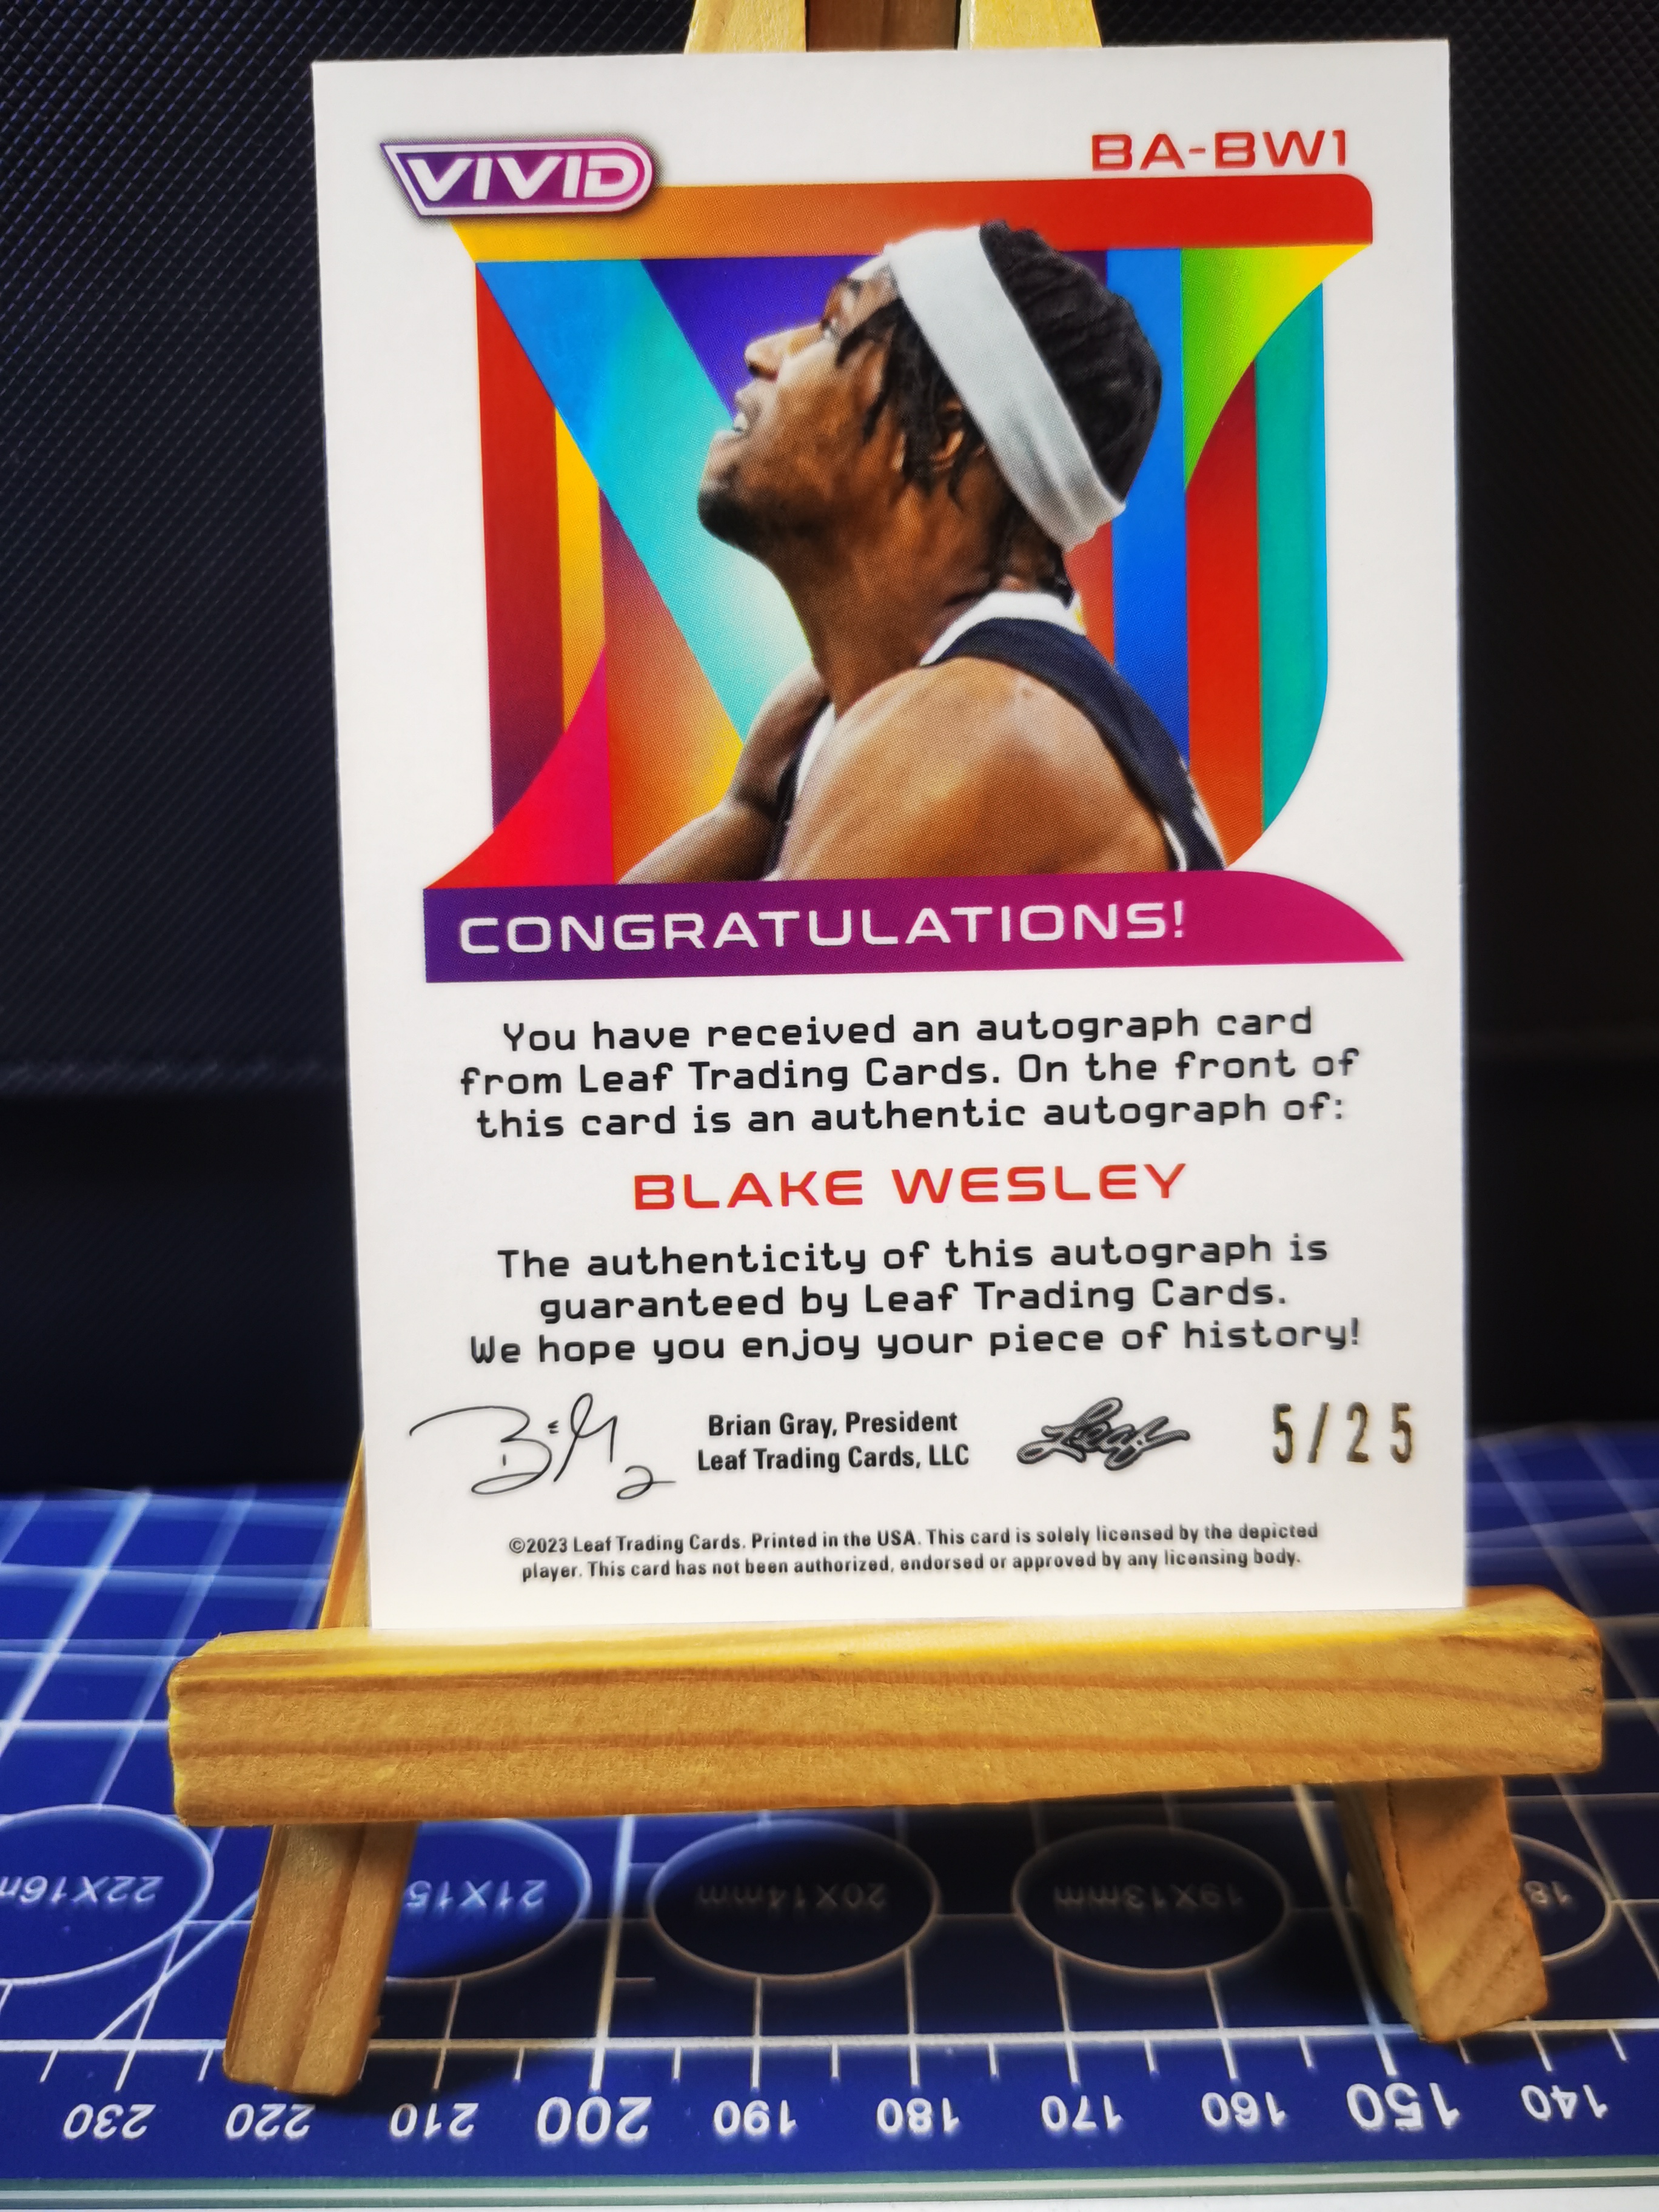 VIVID
BA-BW1
CONGRATULATIONS!
You have received an autograph card
from Leaf Trading Cards. On the front of
this card is an authentic autograph of:
BLAKE WESLEY
The authenticity of this autograph is
guaranteed by Leaf Trading Cards.
We hope you enjoy your piece of history!
Brian Gray, President
Leaf Trading Cards, LLC
Leaf
5/25
©2023 Leaf Trading Cards. Printed in the USA. This card is solely licensed by the depicted
player. This card has not been authorized, endorsed or approved by any licensing body.
22X16m
21X15
20X14mm
19X13mm
18
230 220 210 200 190 180 170 160 150 140